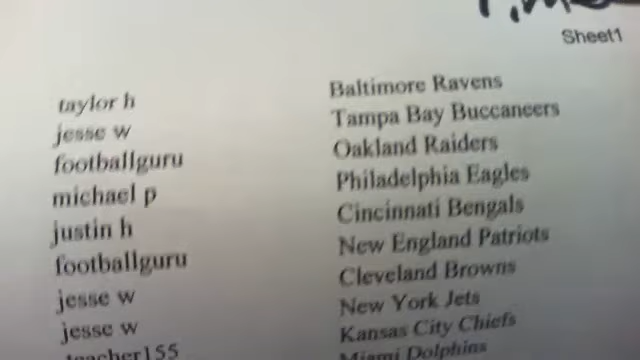 Sheet1
taylor h Baltimore Ravens
jesse w Tampa Bay Buccaneers
footballguru Oakland Raiders
michael p Philadelphia Eagles
justin h Cincinnati Bengals
footballguru New England Patriots
jesse w Cleveland Browns
jesse w New York Jets
teacher155 Kansas City Chiefs
Miami Dolphins